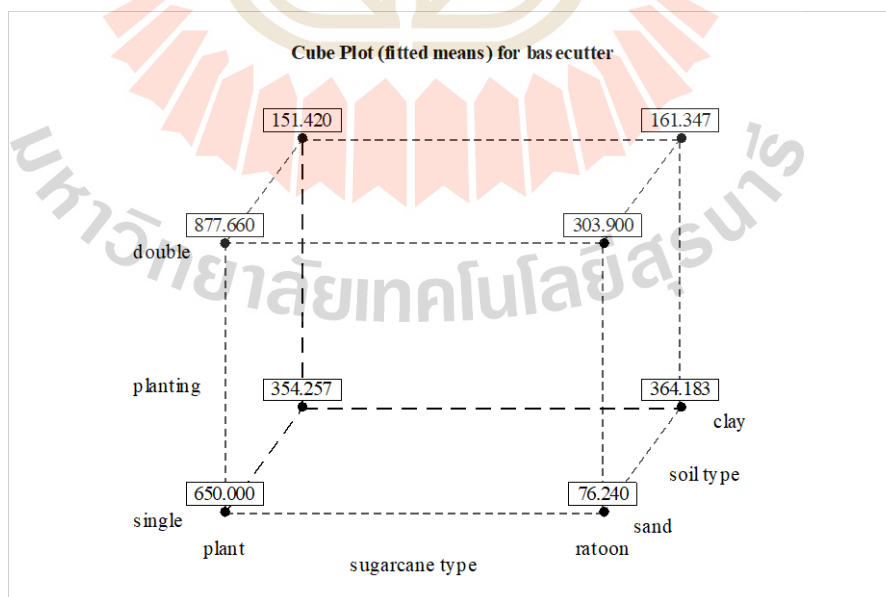 Cube Plot (fitted means) for basecutter
151.420
161.347
877.660
303.900
double
planting
354.257
364.183
clay
soil type
650.000
76.240
single
sand
plant
ratoon
sugarcane type
มหาวิทยาลัยเทคโนโลยีสุรนารี